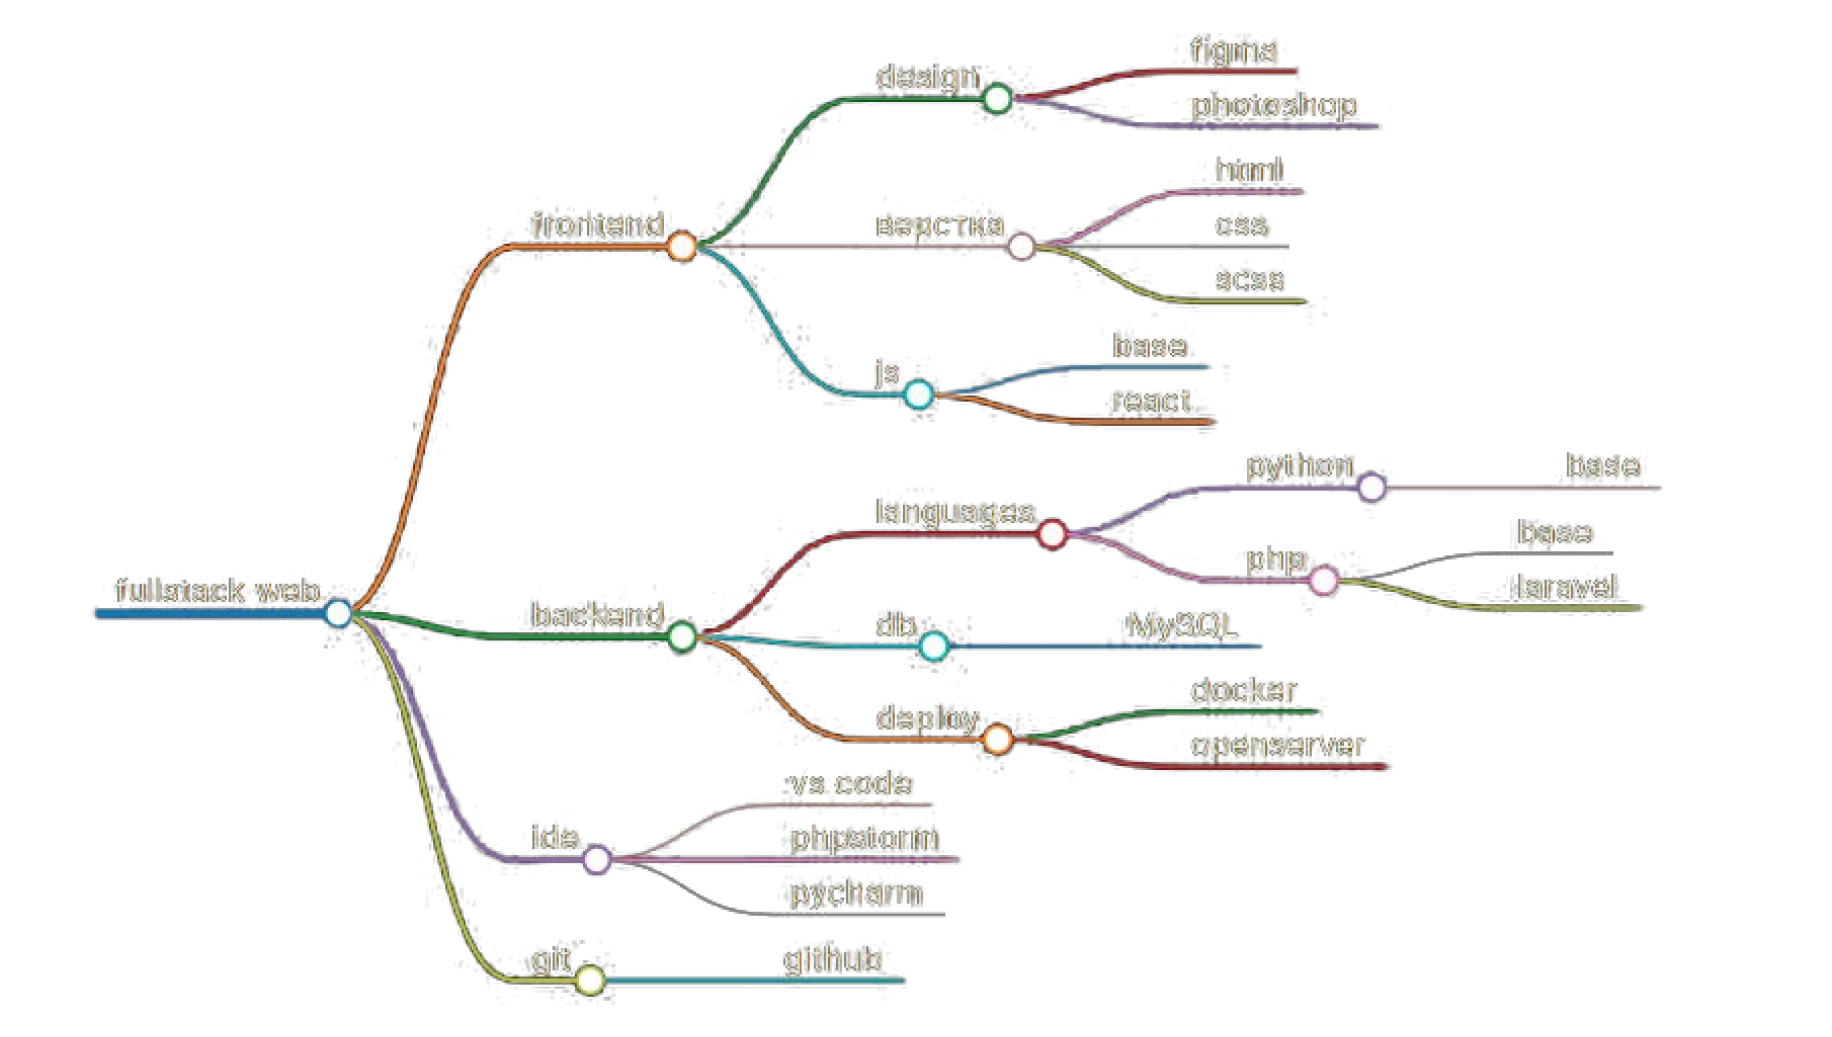 fullstack web
frontend
design
figma
photoshop
верстка
html
css
scss
js
base
react
backend
languages
python
base
php
base
laravel
db
MySQL
deploy
docker
openserver
ide
vs code
phpstorm
pycharm
git
github